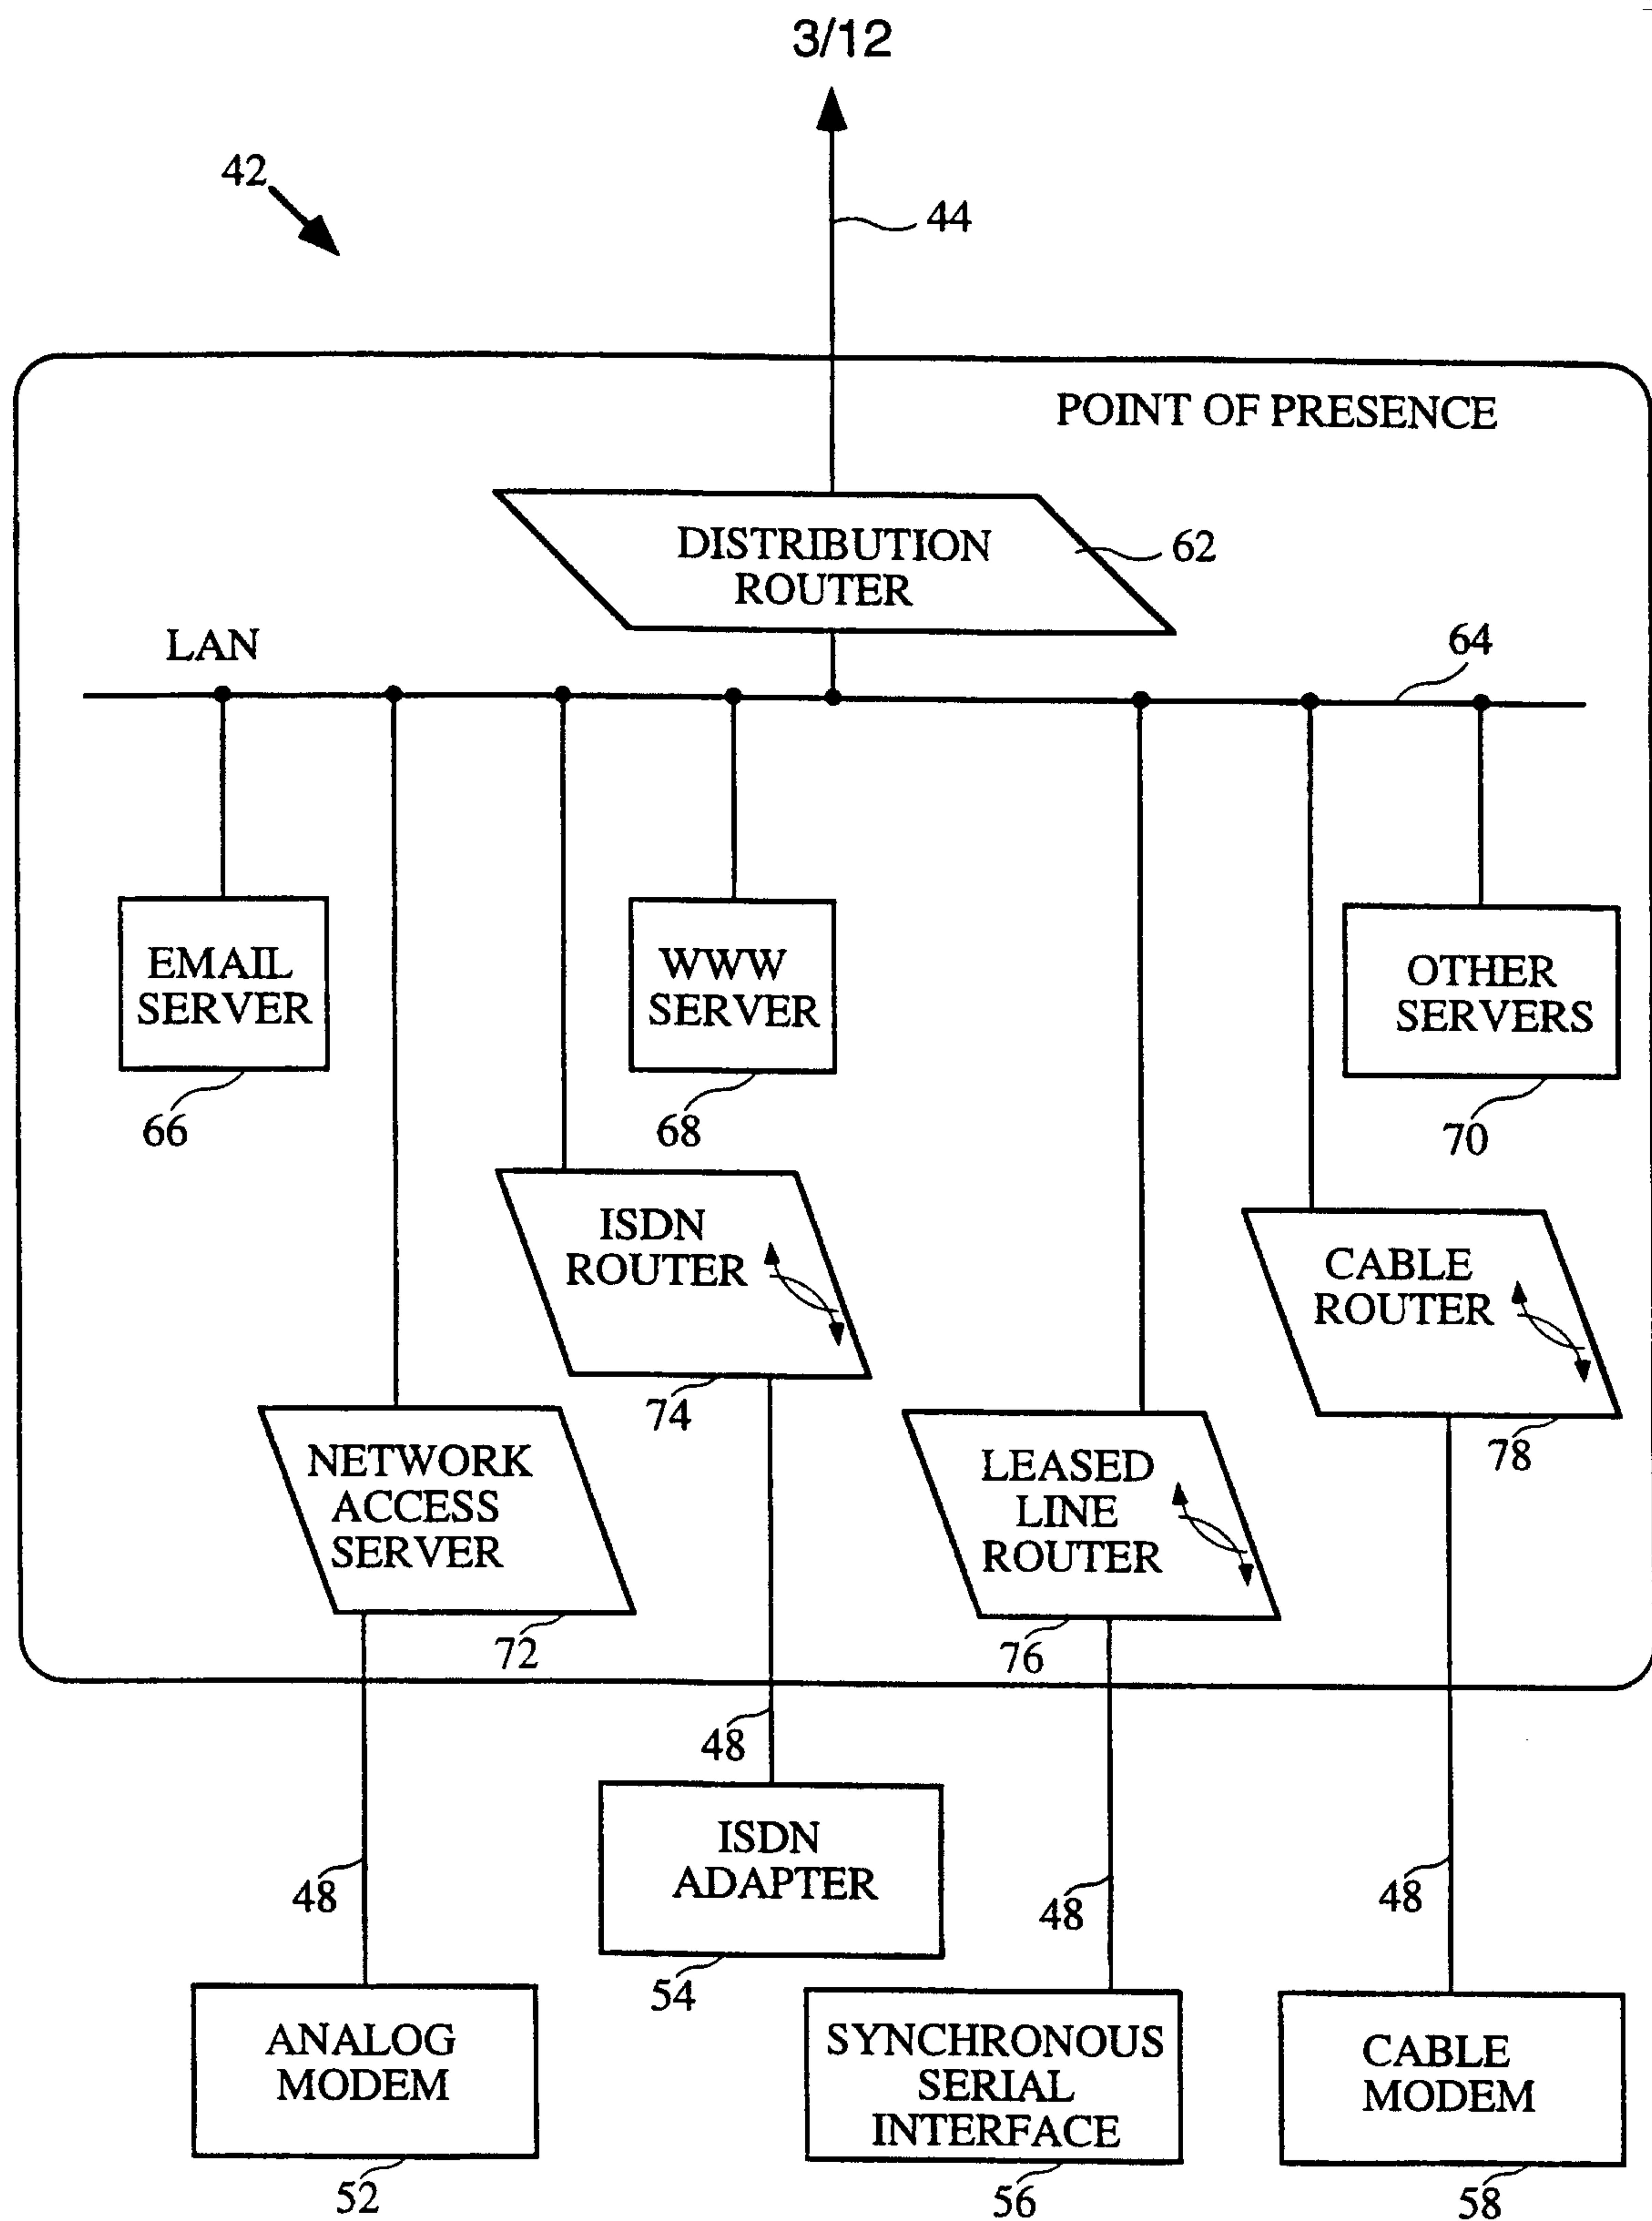 3/12
42
44
POINT OF PRESENCE
DISTRIBUTION
ROUTER
62
LAN
64
EMAIL
SERVER
66
WWW
SERVER
68
OTHER
SERVERS
70
ISDN
ROUTER
74
CABLE
ROUTER
78
NETWORK
ACCESS
SERVER
72
LEASED
LINE
ROUTER
76
48
48
48
48
ISDN
ADAPTER
54
ANALOG
MODEM
52
SYNCHRONOUS
SERIAL
INTERFACE
56
CABLE
MODEM
58